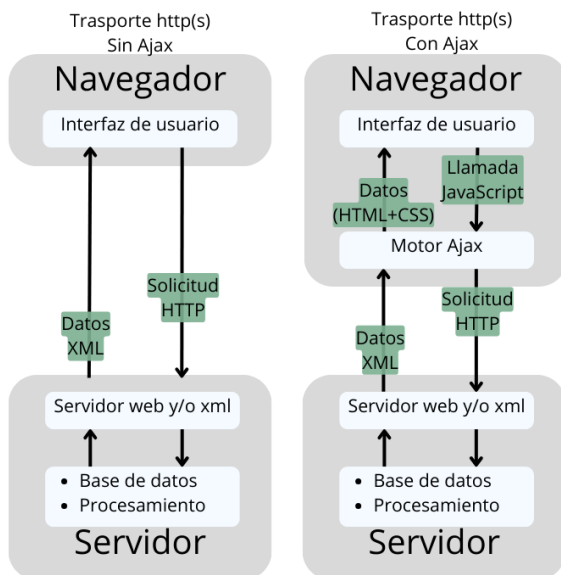 Trasporte http(s)
Sin Ajax
Navegador
Interfaz de usuario
Solicitud
HTTP
Datos
XML
Servidor web y/o xml
• Base de datos
• Procesamiento
Servidor
Trasporte http(s)
Con Ajax
Navegador
Interfaz de usuario
Llamada
JavaScript
Datos
(HTML+CSS)
Motor Ajax
Solicitud
HTTP
Datos
XML
Servidor web y/o xml
• Base de datos
• Procesamiento
Servidor